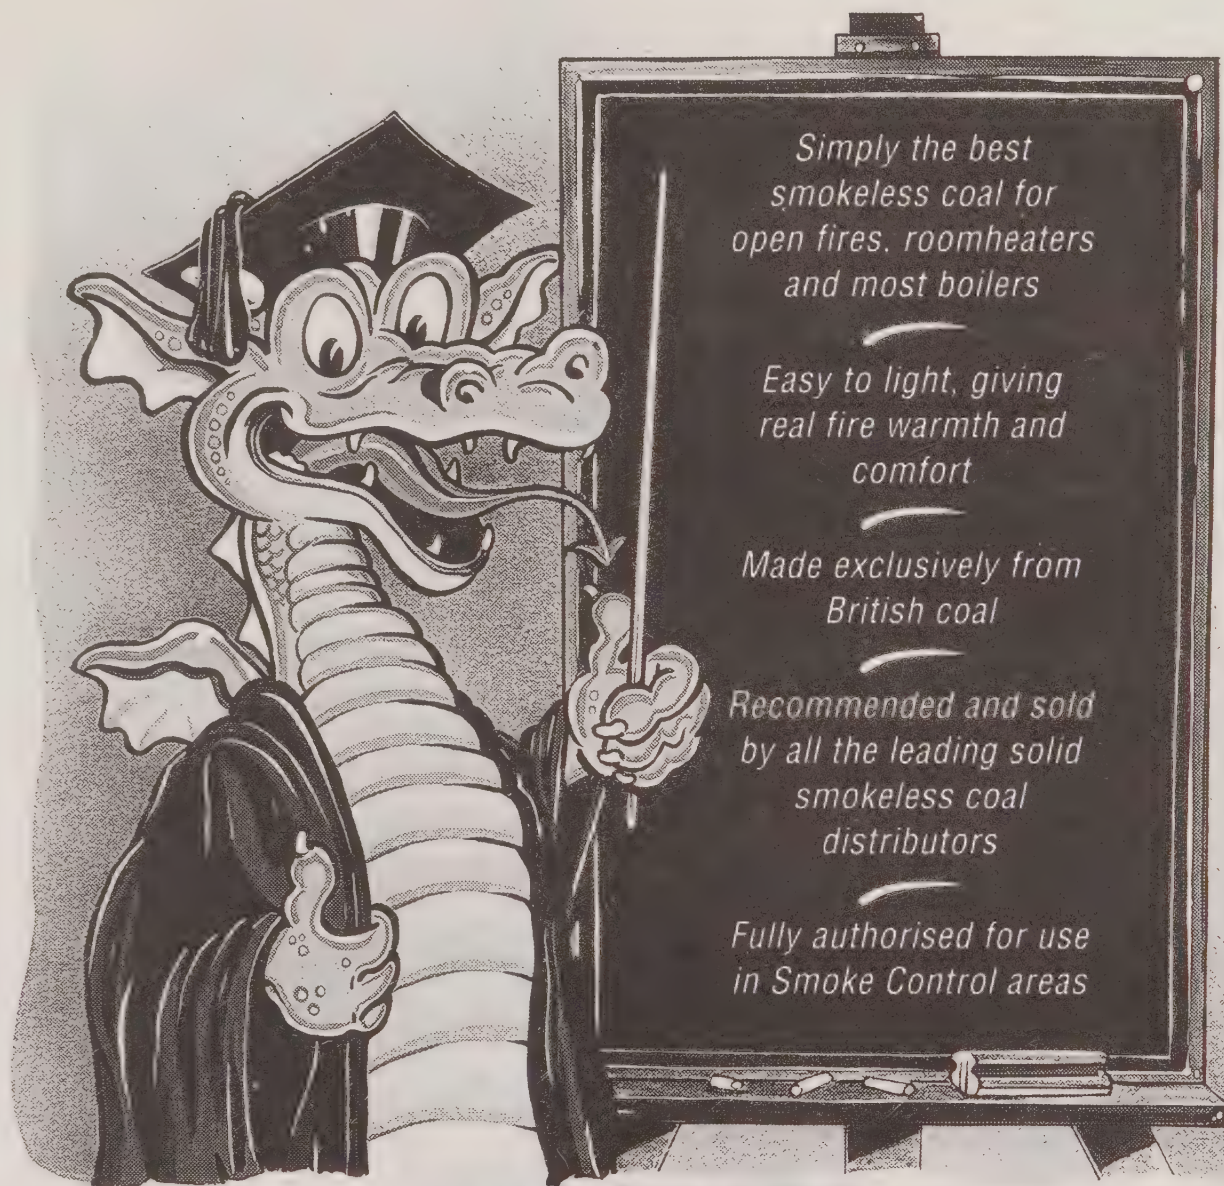 Simply the best
smokeless coal for
open fires. roomheaters
and most boilers
Easy to light, giving
real fire warmth and
comfort
Made exclusively from
British coal
Recommended and sold
by all the leading solid
smokeless coal
distributors
Fully authorised for use
in Smoke Control areas